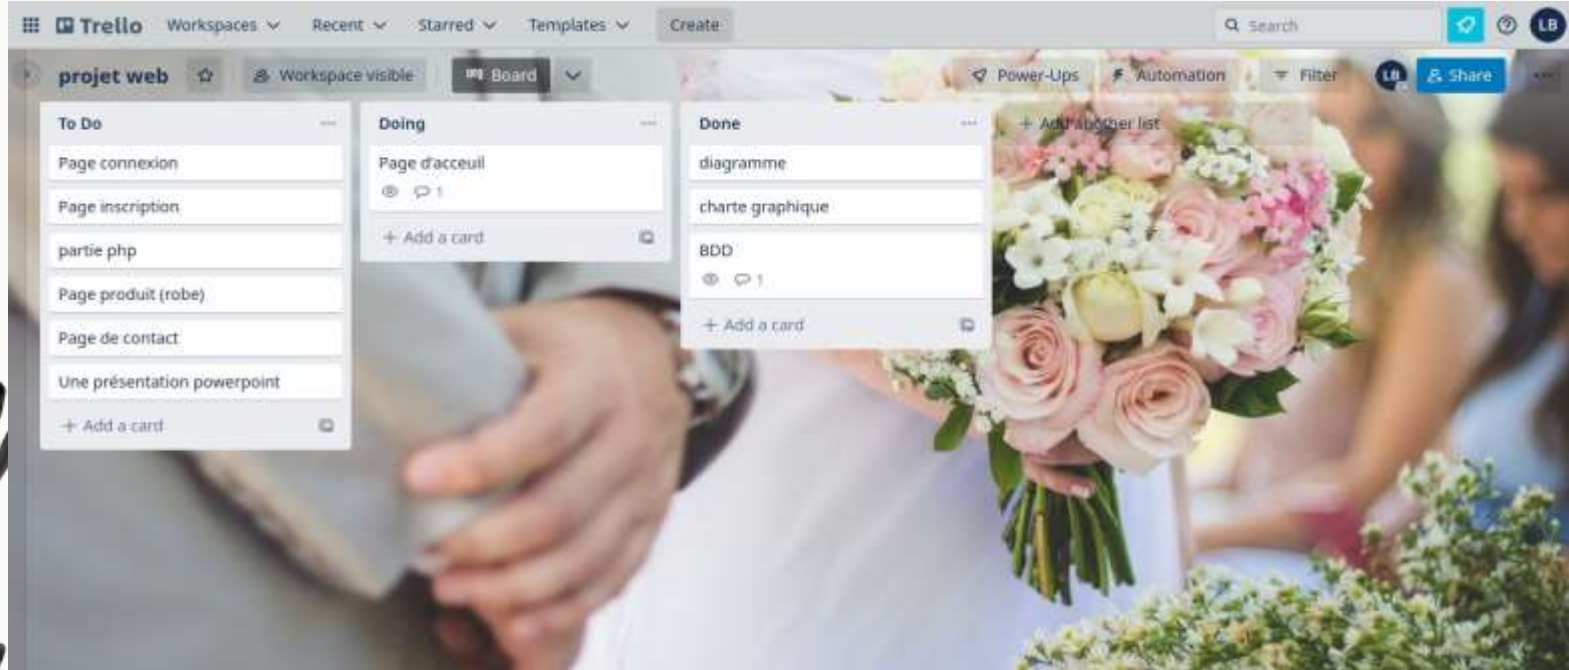 Trello Workspaces Recent Starred Templates Create Search LB
projet web Workspace visible Board Power-Ups Automation Filter LB Share
To Do
Page connexion
Page inscription
partie php
Page produit (robe)
Page de contact
Une présentation powerpoint
+ Add a card
Doing
Page d'acceuil
1
+ Add a card
Done
diagramme
charte graphique
BDD
1
+ Add a card
+ Add another list